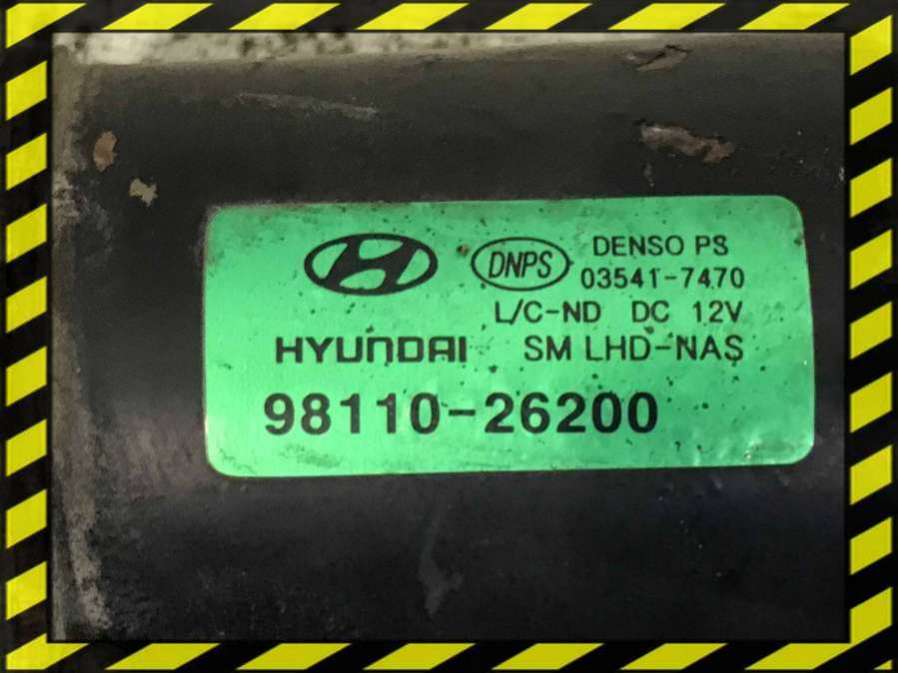 DNPS
DENSO PS
03541-7470
L/C-ND DC 12V
HYUNDAI SM LHD-NAS
98110-26200